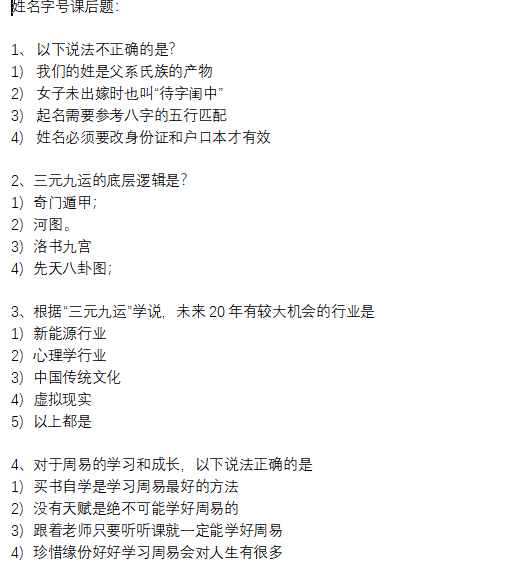 姓名字号课后题：
1、 以下说法不正确的是？
1） 我们的姓是父系氏族的产物
2） 女子未出嫁时也叫“待字闺中”
3） 起名需要参考八字的五行匹配
4） 姓名必须要改身份证和户口本才有效
2、三元九运的底层逻辑是？
1）奇门遁甲；
2）河图。
3）洛书九宫
4）先天八卦图；
3、根据“三元九运”学说，未来 20 年有较大机会的行业是
1）新能源行业
2）心理学行业
3）中国传统文化
4）虚拟现实
5）以上都是
4、对于周易的学习和成长，以下说法正确的是
1）买书自学是学习周易最好的方法
2）没有天赋是绝不可能学好周易的
3）跟着老师只要听听课就一定能学好周易
4）珍惜缘份好好学习周易会对人生有很多